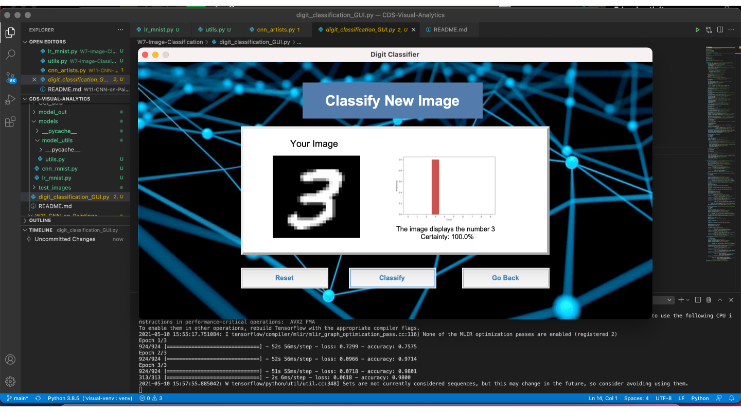 digit_classification_GUI.py — CDS-Visual-Analytics
EXPLORER
lr_mnist.py U
utils.py U
cnn_artists.py 1
digit_classification_GUI.py 2, U
README.md
OPEN EDITORS
W7-Image-Classification > digit_classification_GUI.py > ...
lr_mnist.py W7-Image-Cl... U
utils.py W7-Image-Classi... U
cnn_artists.py W11-CNN-... 1
digit_classification_G... 2, U
README.md W11-CNN-on-Pai...
CDS-VISUAL-ANALYTICS
model_out
models
__pycache__
model_utils
__pycache__
utils.py U
cnn_mnist.py U
lr_mnist.py U
test_images
digit_classification_GUI.py 2, U
README.md
OUTLINE
TIMELINE digit_classification_GUI.py
Uncommitted Changes now
Digit Classifier
Classify New Image
Your Image
3
The image displays the number 3
Certainty: 100.0%
Reset
Classify
Go Back
to use the following CPU i
nstructions in performance-critical operations: AVX2 FMA
To enable them in other operations, rebuild TensorFlow with the appropriate compiler flags.
2021-05-10 15:55:17.751884: I tensorflow/compiler/mlir/mlir_graph_optimization_pass.cc:116] None of the MLIR optimization passes are enabled (registered 2)
Epoch 1/3
924/924 [==============================] - 52s 56ms/step - loss: 0.7299 - accuracy: 0.7575
Epoch 2/3
924/924 [==============================] - 52s 56ms/step - loss: 0.0966 - accuracy: 0.9714
Epoch 3/3
924/924 [==============================] - 51s 55ms/step - loss: 0.0718 - accuracy: 0.9801
313/313 [==============================] - 2s 6ms/step - loss: 0.0618 - accuracy: 0.9800
2021-05-10 15:57:55.885042: W tensorflow/python/util/util.cc:348] Sets are not currently considered sequences, but this may change in the future, so consider avoiding using them.
main* Python 3.8.5 ('visual-venv': venv) 0 3
Ln 14, Col 1 Spaces: 4 UTF-8 LF Python